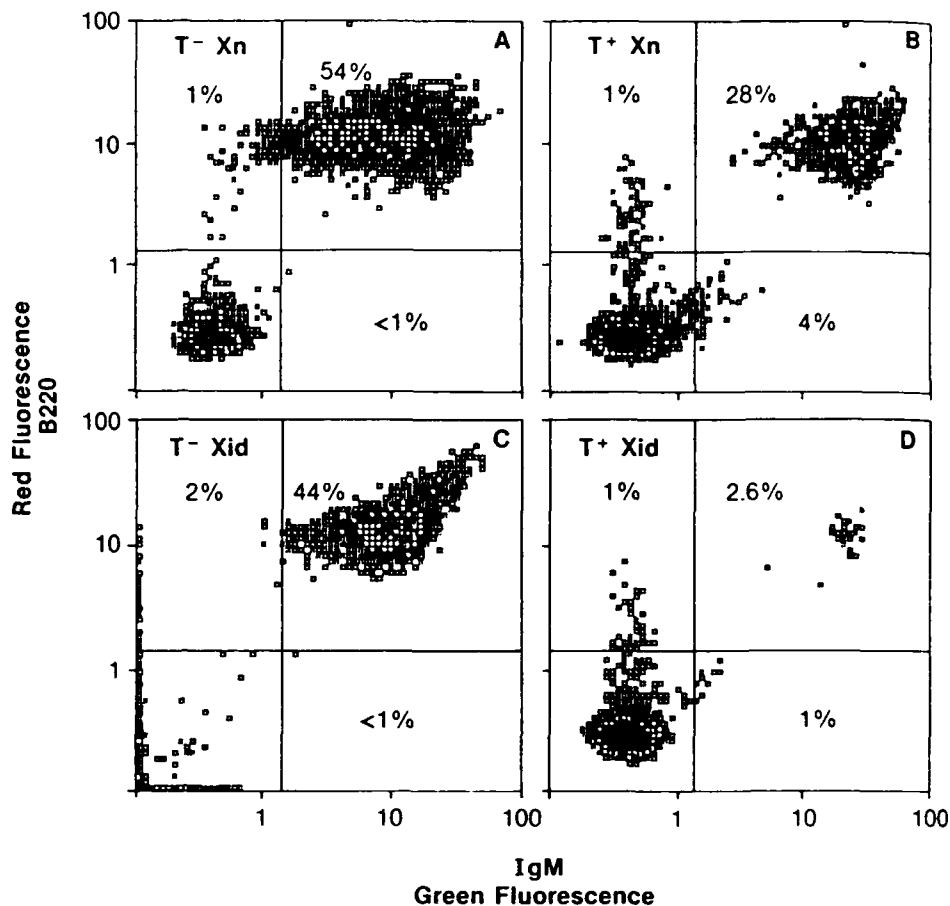 100
T⁻ Xn
A
54%
1%
10
1
<1%
T⁺ Xn
B
1%
28%
4%
Red Fluorescence
B220
100
T⁻ Xid
C
2%
44%
10
1
<1%
T⁺ Xid
D
1%
2.6%
1%
1
10
100
1
10
100
IgM
Green Fluorescence